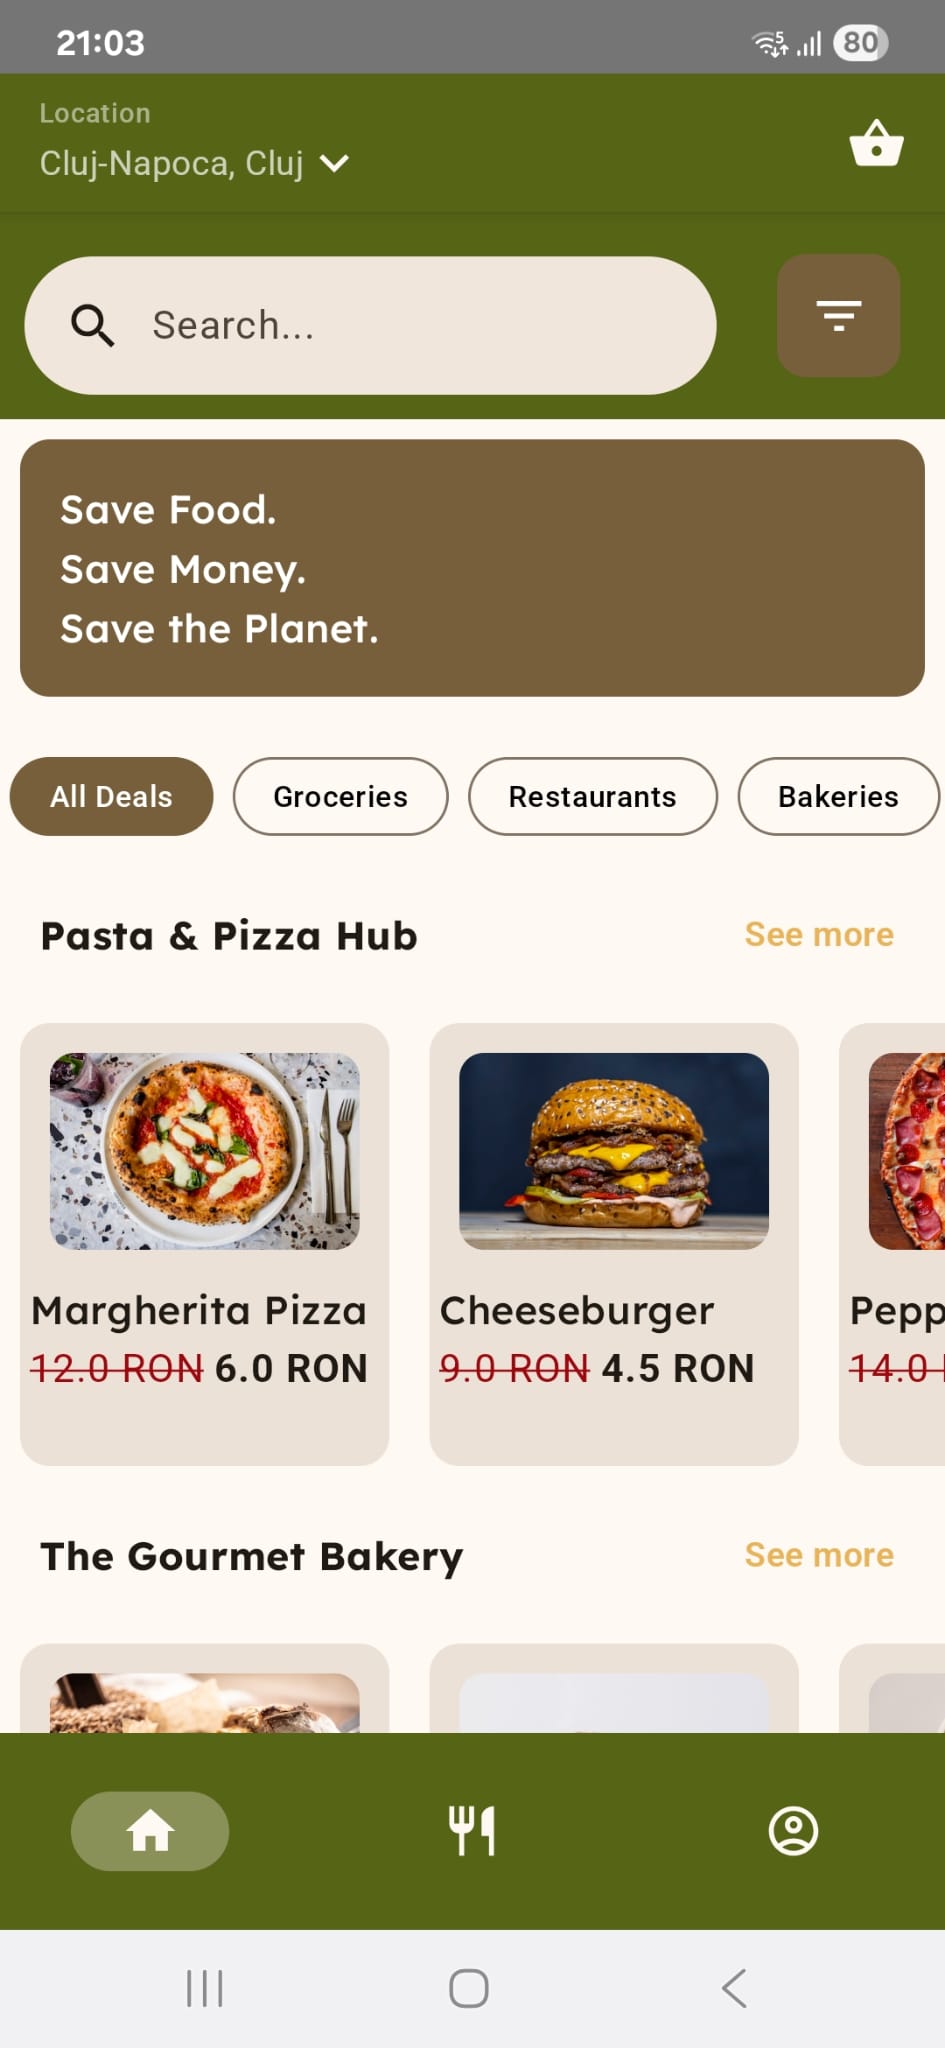 21:03
5
80
Location
Cluj-Napoca, Cluj
Search...
Save Food.
Save Money.
Save the Planet.
All Deals
Groceries
Restaurants
Bakeries
Pasta & Pizza Hub
See more
Margherita Pizza
12.0 RON 6.0 RON
Cheeseburger
9.0 RON 4.5 RON
Pepp
14.0
The Gourmet Bakery
See more